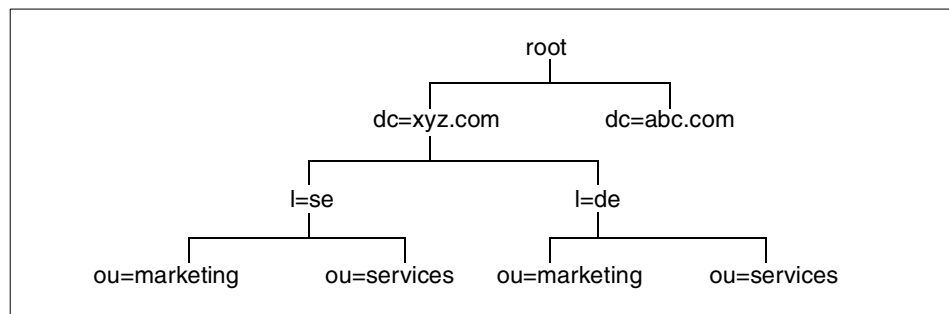 root
dc=xyz.com dc=abc.com
l=se l=de
ou=marketing ou=services ou=marketing ou=services